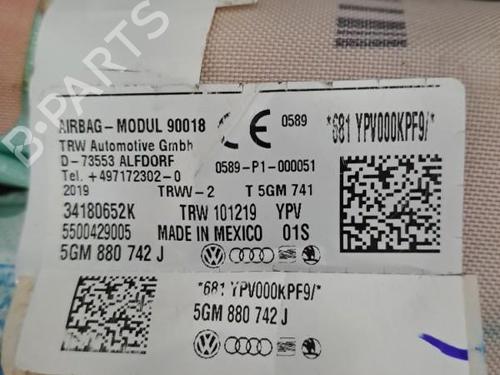 B-PARTS
AIRBAG-MODUL 90018
CE 0589
*681 YPV000KPF9/*
TRW Automotive GmbH
D-73553 ALFDORF
0589-P1-000051
Tel. +497172302-0
2019 TRWV-2 T 5GM 741
34180652K TRW 101219 YPV
5500429005 MADE IN MEXICO 01S
5GM 880 742 J
*681 YPV000KPF9/*
5GM 880 742 J